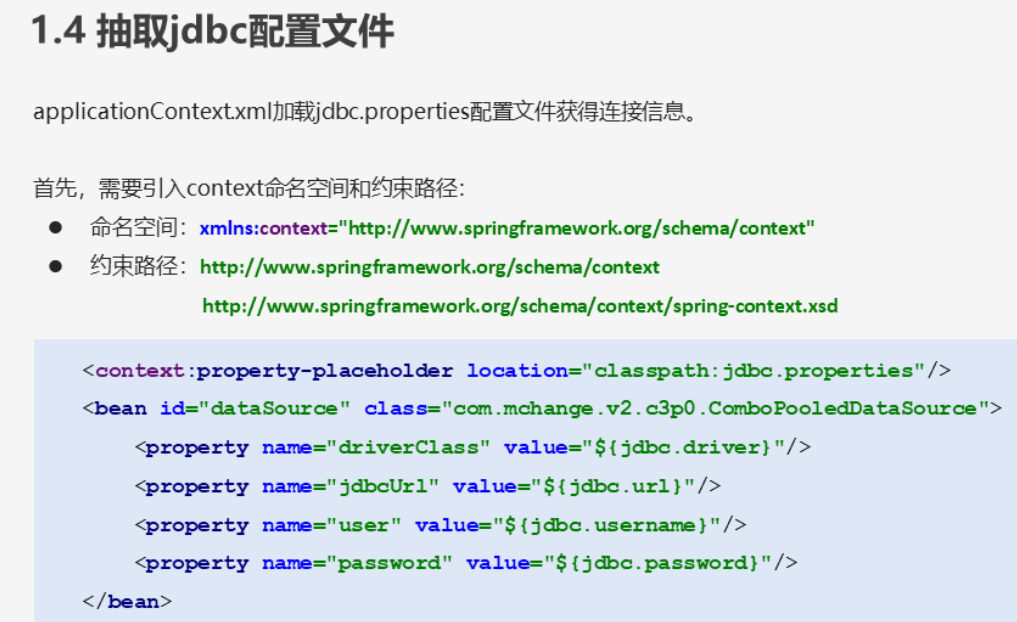 1.4 抽取jdbc配置文件
applicationContext.xml加载jdbc.properties配置文件获得连接信息。
首先，需要引入context命名空间和约束路径：
● 命名空间：xmlns:context="http://www.springframework.org/schema/context"
● 约束路径：http://www.springframework.org/schema/context
http://www.springframework.org/schema/context/spring-context.xsd
<context:property-placeholder location="classpath:jdbc.properties"/>
<bean id="dataSource" class="com.mchange.v2.c3p0.ComboPooledDataSource">
<property name="driverClass" value="${jdbc.driver}"/>
<property name="jdbcUrl" value="${jdbc.url}"/>
<property name="user" value="${jdbc.username}"/>
<property name="password" value="${jdbc.password}"/>
</bean>